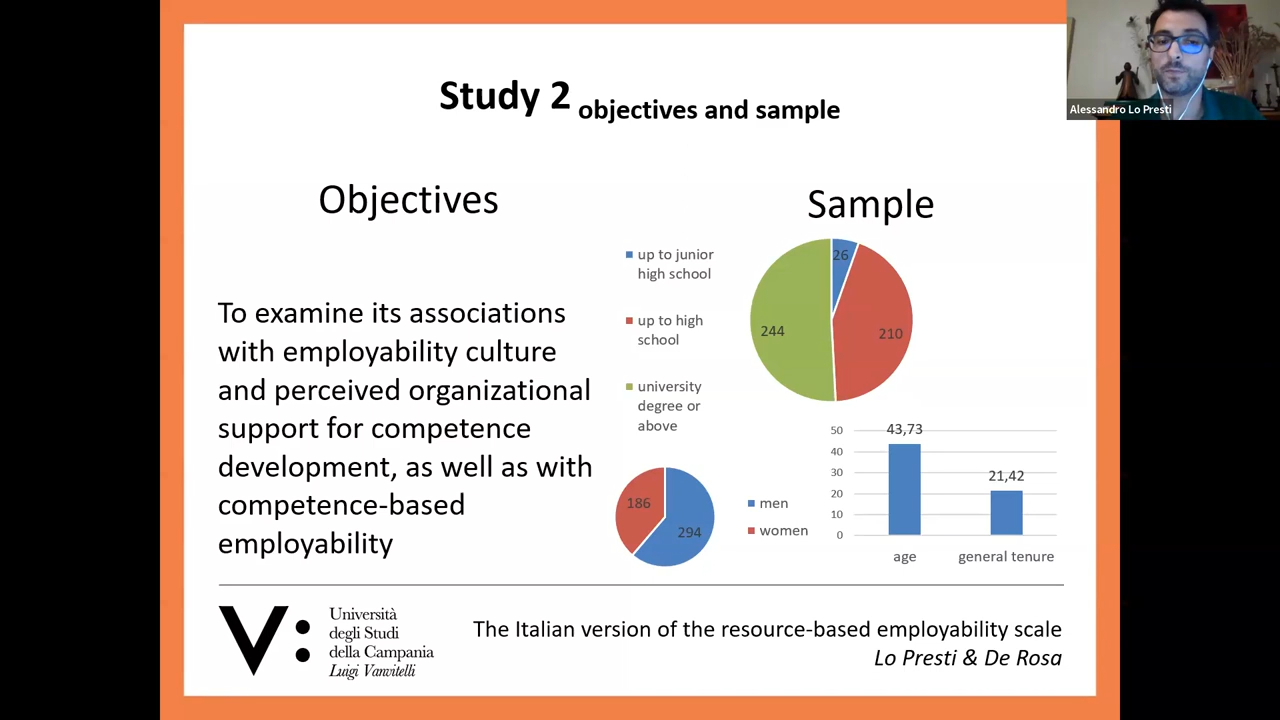 Alessandro Lo Presti
Study 2 objectives and sample
Objectives
To examine its associations
with employability culture
and perceived organizational
support for competence
development, as well as with
competence-based
employability
Sample
up to junior
high school
up to high
school
university
degree or
above
26
244
210
186
294
men
women
50
40
30
20
10
0
43,73
21,42
age
general tenure
V:
Università
degli Studi
della Campania
Luigi Vanvitelli
The Italian version of the resource-based employability scale
Lo Presti & De Rosa